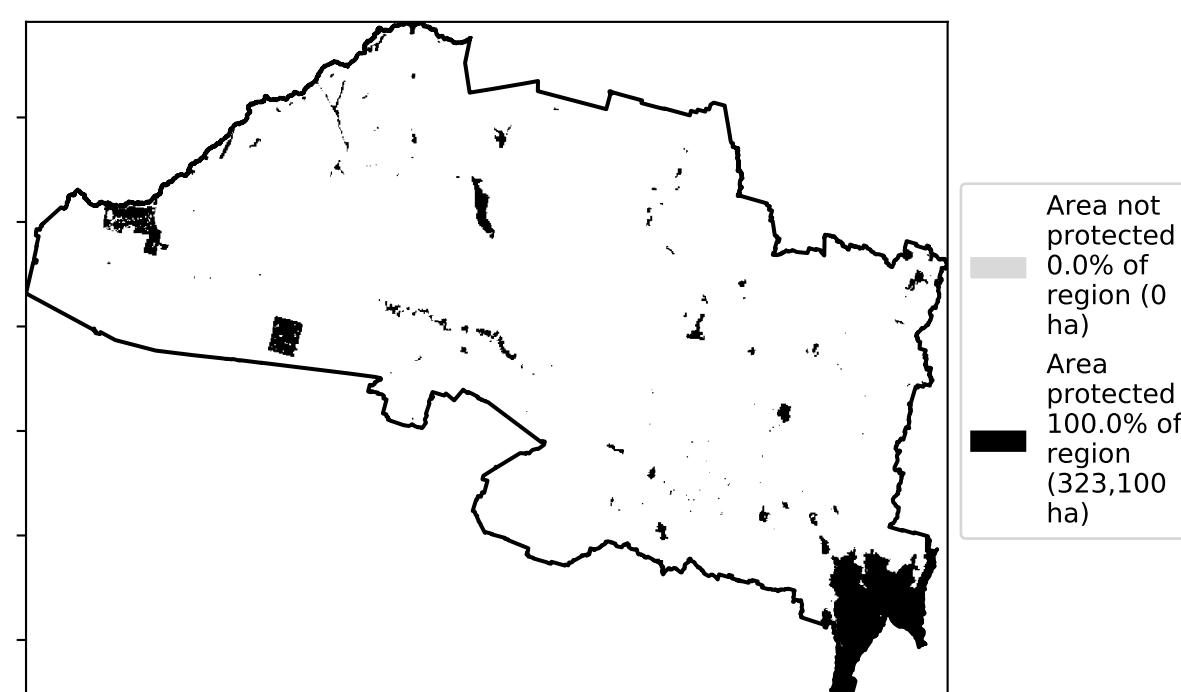 Area not
protected
0.0% of
region (0
ha)
Area
protected
100.0% of
region
(323,100
ha)